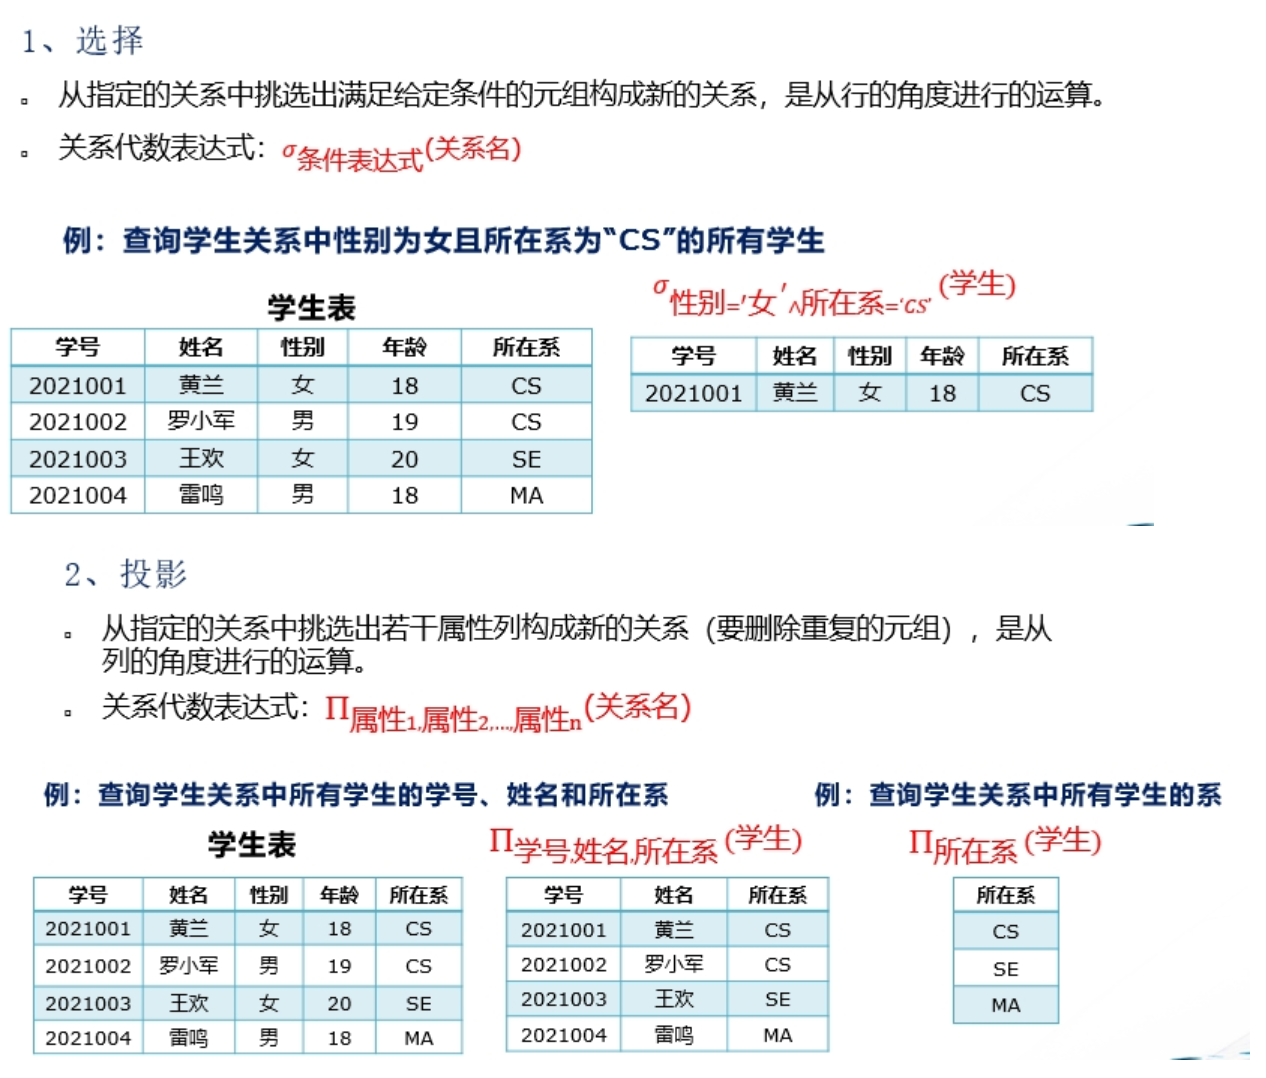 1、选择
▫ 从指定的关系中挑选出满足给定条件的元组构成新的关系，是从行的角度进行的运算。
▫ 关系代数表达式：σ条件表达式(关系名)
例：查询学生关系中性别为女且所在系为“CS”的所有学生
σ性别='女'∧所在系='CS'(学生)
学生表
学号 姓名 性别 年龄 所在系
2021001 黄兰 女 18 CS
2021002 罗小军 男 19 CS
2021003 王欢 女 20 SE
2021004 雷鸣 男 18 MA
学号 姓名 性别 年龄 所在系
2021001 黄兰 女 18 CS
2、投影
▫ 从指定的关系中挑选出若干属性列构成新的关系（要删除重复的元组），是从
列的角度进行的运算。
▫ 关系代数表达式：Π属性1,属性2,...,属性n(关系名)
例：查询学生关系中所有学生的学号、姓名和所在系
学生表
学号 姓名 性别 年龄 所在系
2021001 黄兰 女 18 CS
2021002 罗小军 男 19 CS
2021003 王欢 女 20 SE
2021004 雷鸣 男 18 MA
Π学号,姓名,所在系(学生)
学号 姓名 所在系
2021001 黄兰 CS
2021002 罗小军 CS
2021003 王欢 SE
2021004 雷鸣 MA
例：查询学生关系中所有学生的系
Π所在系(学生)
所在系
CS
SE
MA